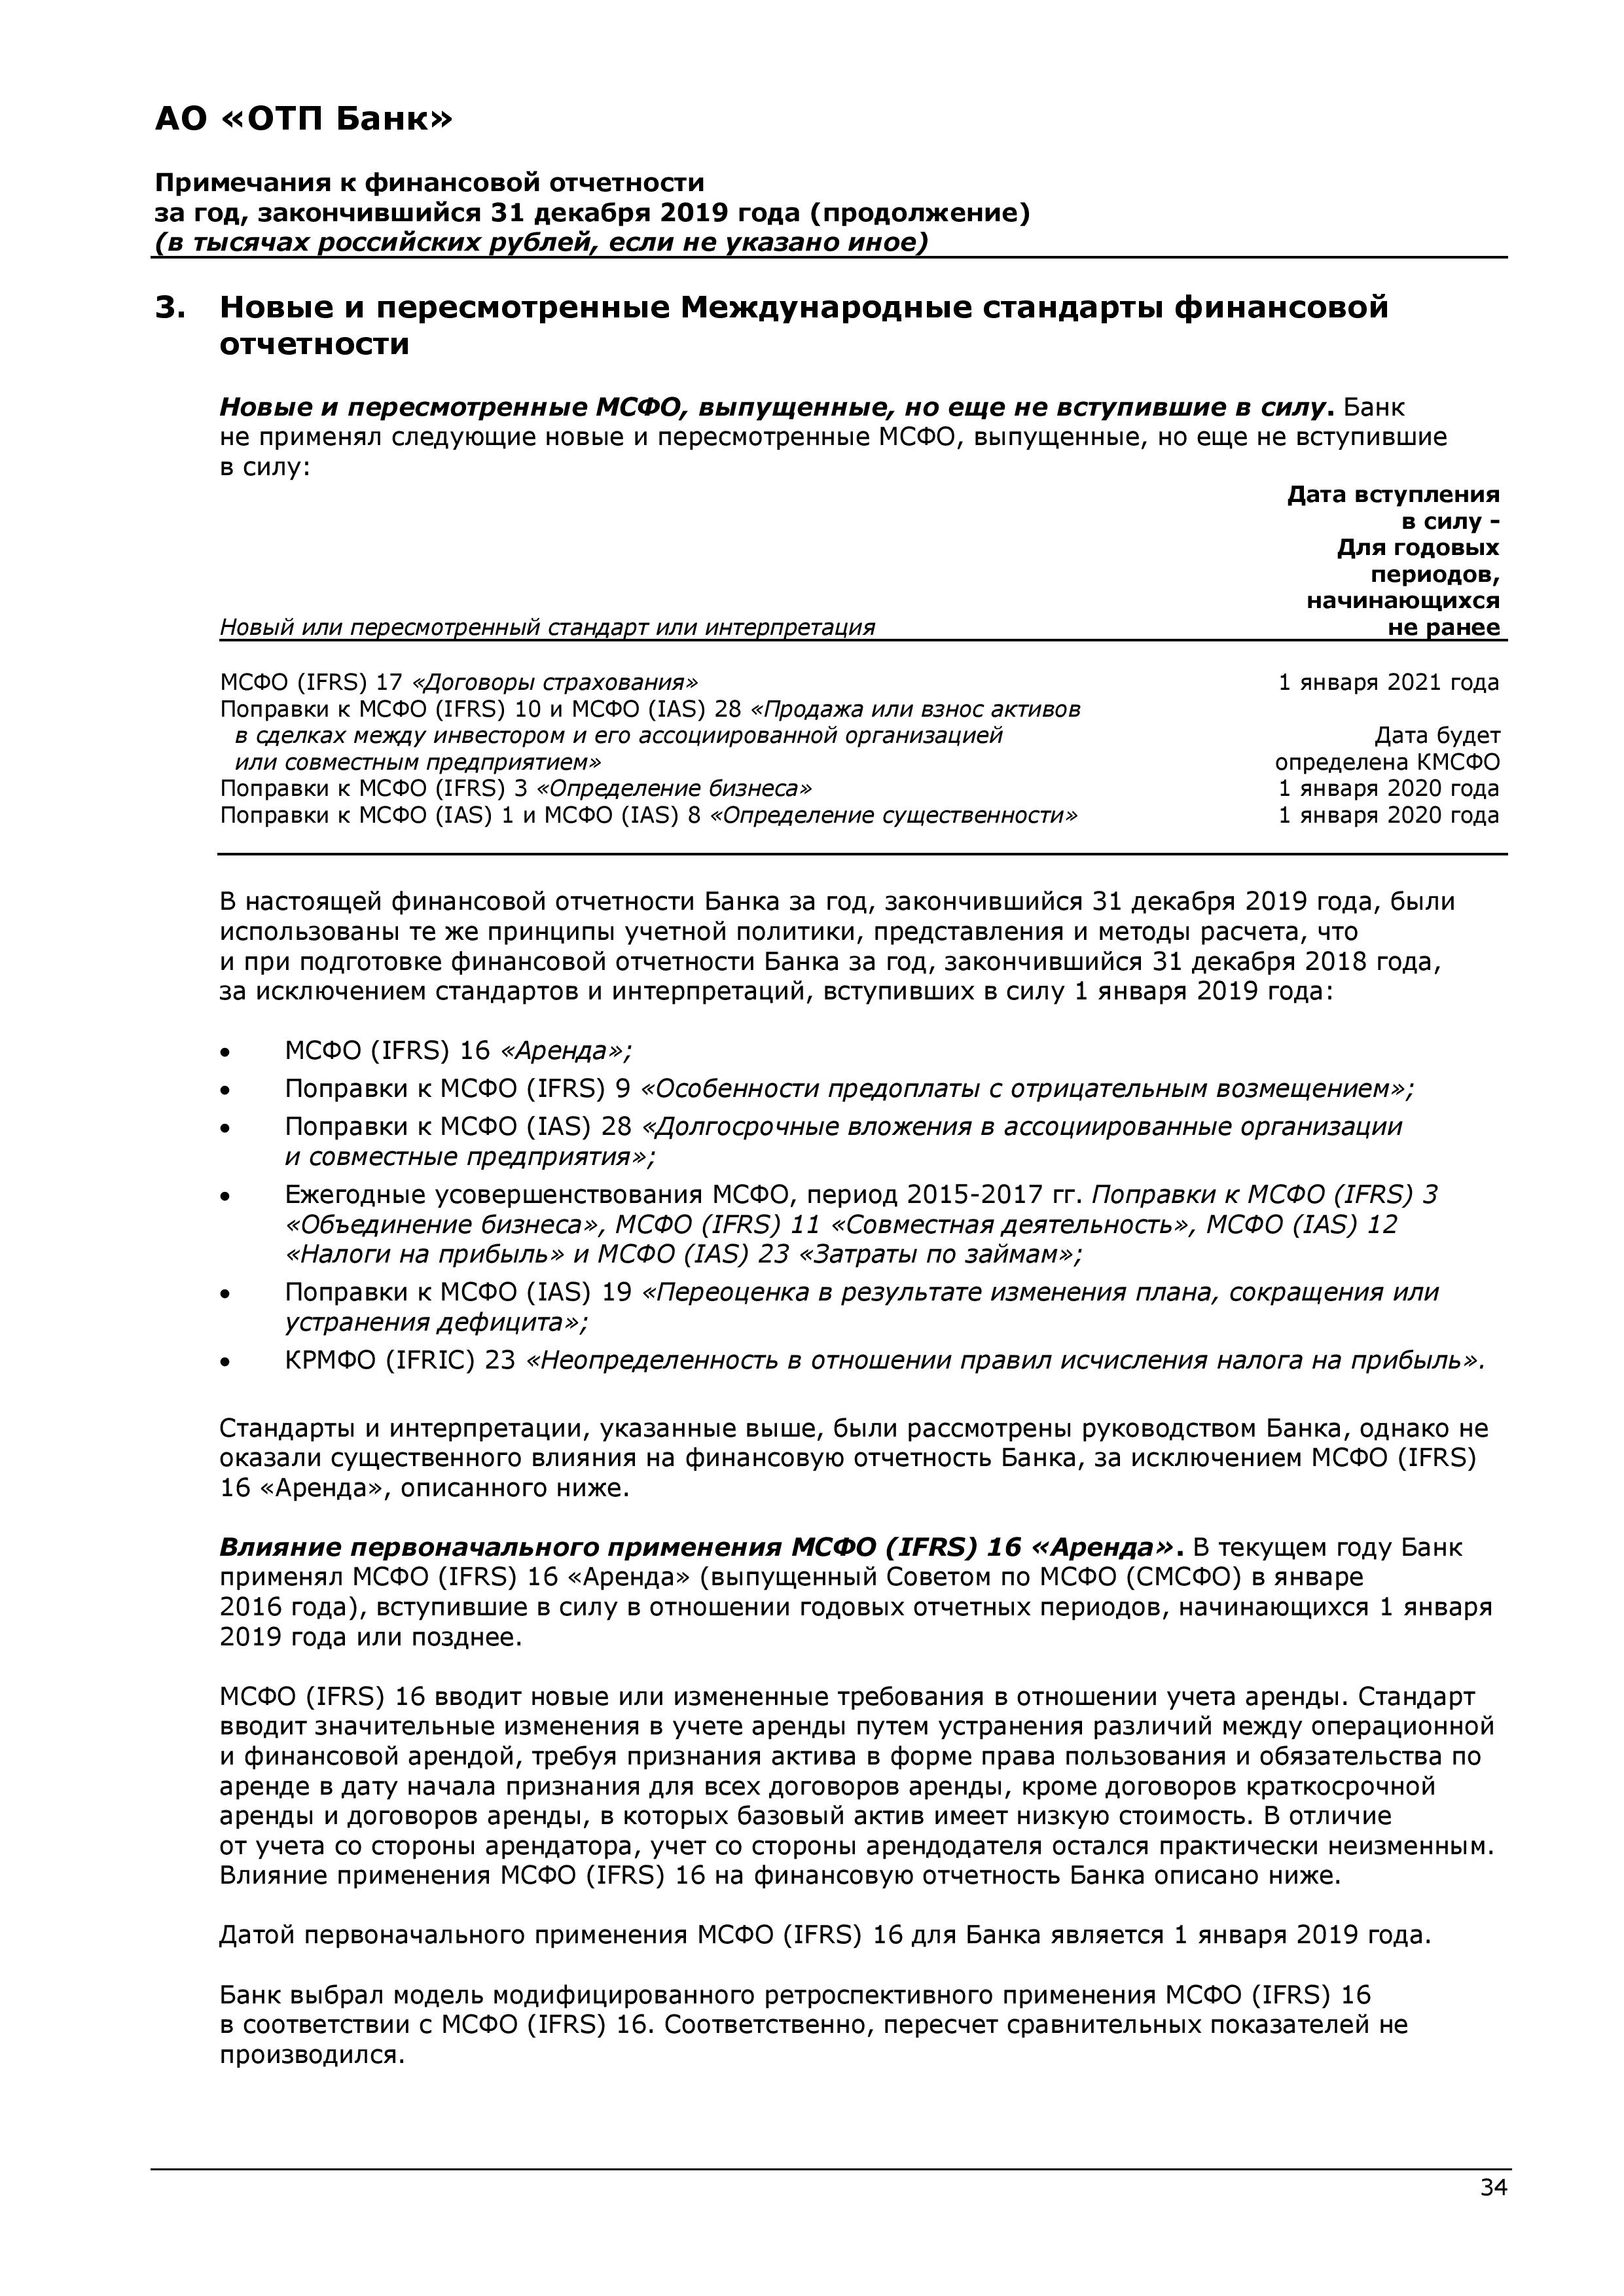 АО «ОТП Банк»
Примечания к финансовой отчетности
за год, закончившийся 31 декабря 2019 года (продолжение)
(в тысячах российских рублей, если не указано иное)
3. Новые и пересмотренные Международные стандарты финансовой
отчетности
Новые и пересмотренные МСФО, выпущенные, но еще не вступившие в силу. Банк
не применял следующие новые и пересмотренные МСФО, выпущенные, но еще не вступившие
в силу:
Дата вступления
в силу -
Для годовых
периодов,
начинающихся
Новый или пересмотренный стандарт или интерпретация не ранее
МСФО (IFRS) 17 «Договоры страхования» 1 января 2021 года
Поправки к МСФО (IFRS) 10 и МСФО (IAS) 28 «Продажа или взнос активов
в сделках между инвестором и его ассоциированной организацией Дата будет
или совместным предприятием» определена КМСФО
Поправки к МСФО (IFRS) 3 «Определение бизнеса» 1 января 2020 года
Поправки к МСФО (IAS) 1 и МСФО (IAS) 8 «Определение существенности» 1 января 2020 года
В настоящей финансовой отчетности Банка за год, закончившийся 31 декабря 2019 года, были
использованы те же принципы учетной политики, представления и методы расчета, что
и при подготовке финансовой отчетности Банка за год, закончившийся 31 декабря 2018 года,
за исключением стандартов и интерпретаций, вступивших в силу 1 января 2019 года:
• МСФО (IFRS) 16 «Аренда»;
• Поправки к МСФО (IFRS) 9 «Особенности предоплаты с отрицательным возмещением»;
• Поправки к МСФО (IAS) 28 «Долгосрочные вложения в ассоциированные организации
и совместные предприятия»;
• Ежегодные усовершенствования МСФО, период 2015-2017 гг. Поправки к МСФО (IFRS) 3
«Объединение бизнеса», МСФО (IFRS) 11 «Совместная деятельность», МСФО (IAS) 12
«Налоги на прибыль» и МСФО (IAS) 23 «Затраты по займам»;
• Поправки к МСФО (IAS) 19 «Переоценка в результате изменения плана, сокращения или
устранения дефицита»;
• КРМФО (IFRIC) 23 «Неопределенность в отношении правил исчисления налога на прибыль».
Стандарты и интерпретации, указанные выше, были рассмотрены руководством Банка, однако не
оказали существенного влияния на финансовую отчетность Банка, за исключением МСФО (IFRS)
16 «Аренда», описанного ниже.
Влияние первоначального применения МСФО (IFRS) 16 «Аренда». В текущем году Банк
применял МСФО (IFRS) 16 «Аренда» (выпущенный Советом по МСФО (СМСФО) в январе
2016 года), вступившие в силу в отношении годовых отчетных периодов, начинающихся 1 января
2019 года или позднее.
МСФО (IFRS) 16 вводит новые или измененные требования в отношении учета аренды. Стандарт
вводит значительные изменения в учете аренды путем устранения различий между операционной
и финансовой арендой, требуя признания актива в форме права пользования и обязательства по
аренде в дату начала признания для всех договоров аренды, кроме договоров краткосрочной
аренды и договоров аренды, в которых базовый актив имеет низкую стоимость. В отличие
от учета со стороны арендатора, учет со стороны арендодателя остался практически неизменным.
Влияние применения МСФО (IFRS) 16 на финансовую отчетность Банка описано ниже.
Датой первоначального применения МСФО (IFRS) 16 для Банка является 1 января 2019 года.
Банк выбрал модель модифицированного ретроспективного применения МСФО (IFRS) 16
в соответствии с МСФО (IFRS) 16. Соответственно, пересчет сравнительных показателей не
производился.
34